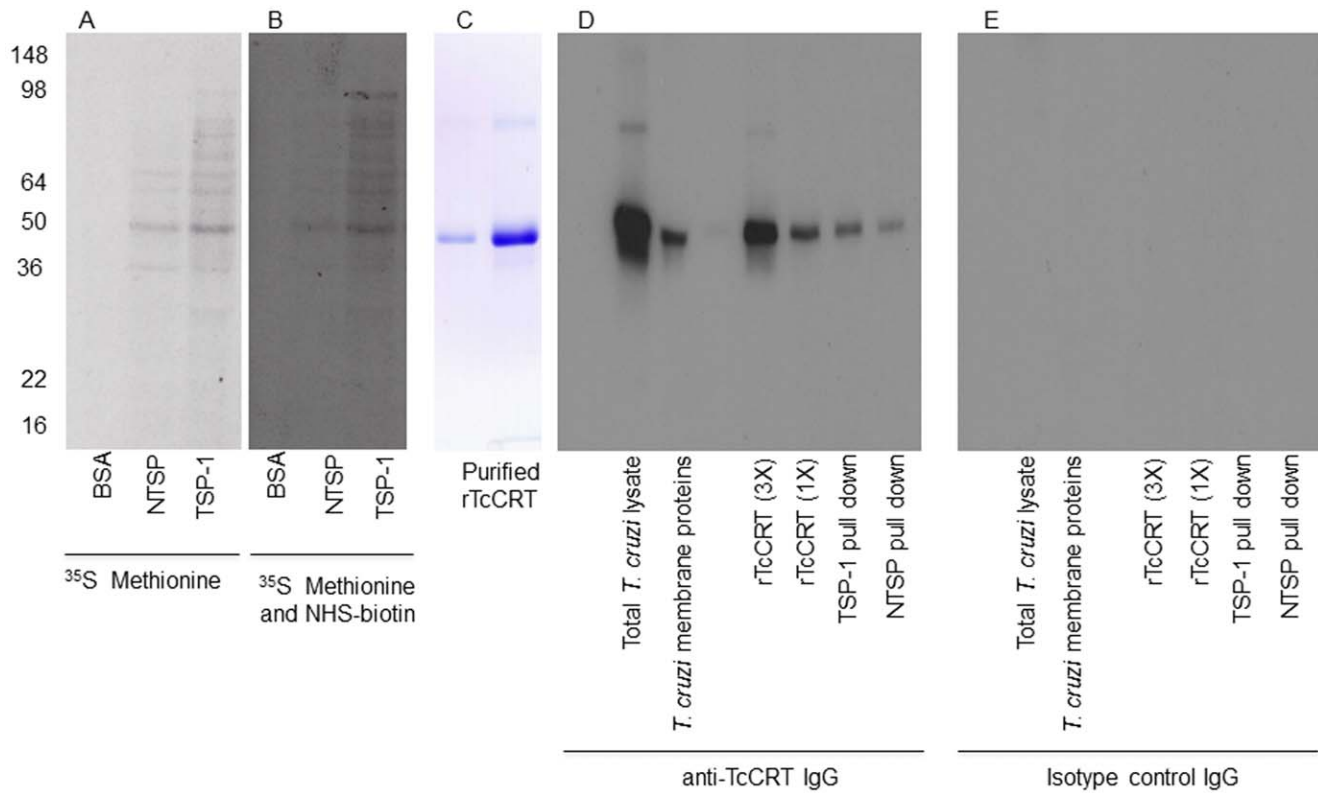 A
B
C
D
E
148
98
64
50
36
22
16
BSA
NTSP
TSP-1
BSA
NTSP
TSP-1
Purified
rTcCRT
Total T. cruzi lysate
T. cruzi membrane proteins
rTcCRT (3X)
rTcCRT (1X)
TSP-1 pull down
NTSP pull down
Total T. cruzi lysate
T. cruzi membrane proteins
rTcCRT (3X)
rTcCRT (1X)
TSP-1 pull down
NTSP pull down
³⁵S Methionine
³⁵S Methionine
and NHS-biotin
anti-TcCRT IgG
Isotype control IgG